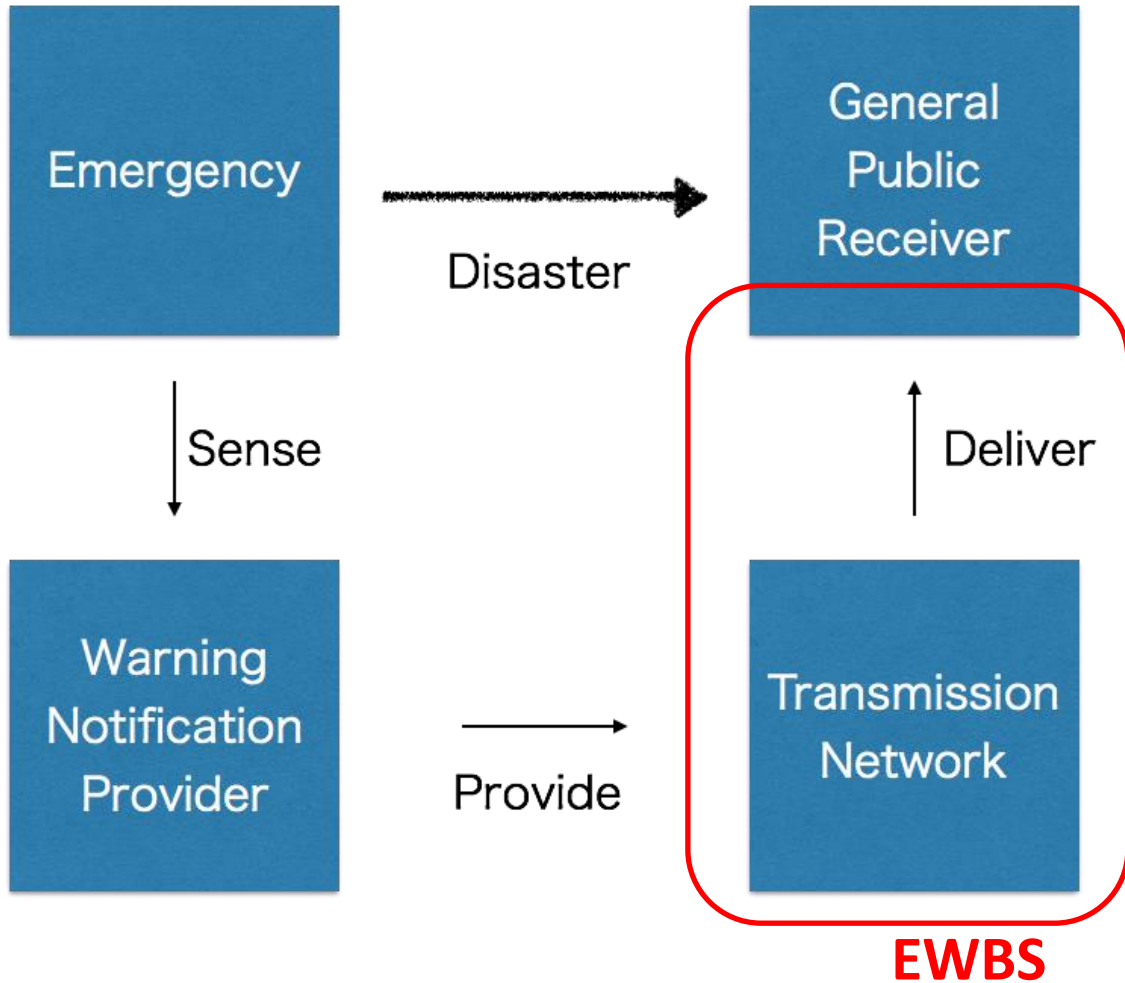 Emergency
Disaster
General
Public
Receiver
Sense
Deliver
Warning
Notification
Provider
Provide
Transmission
Network
EWBS